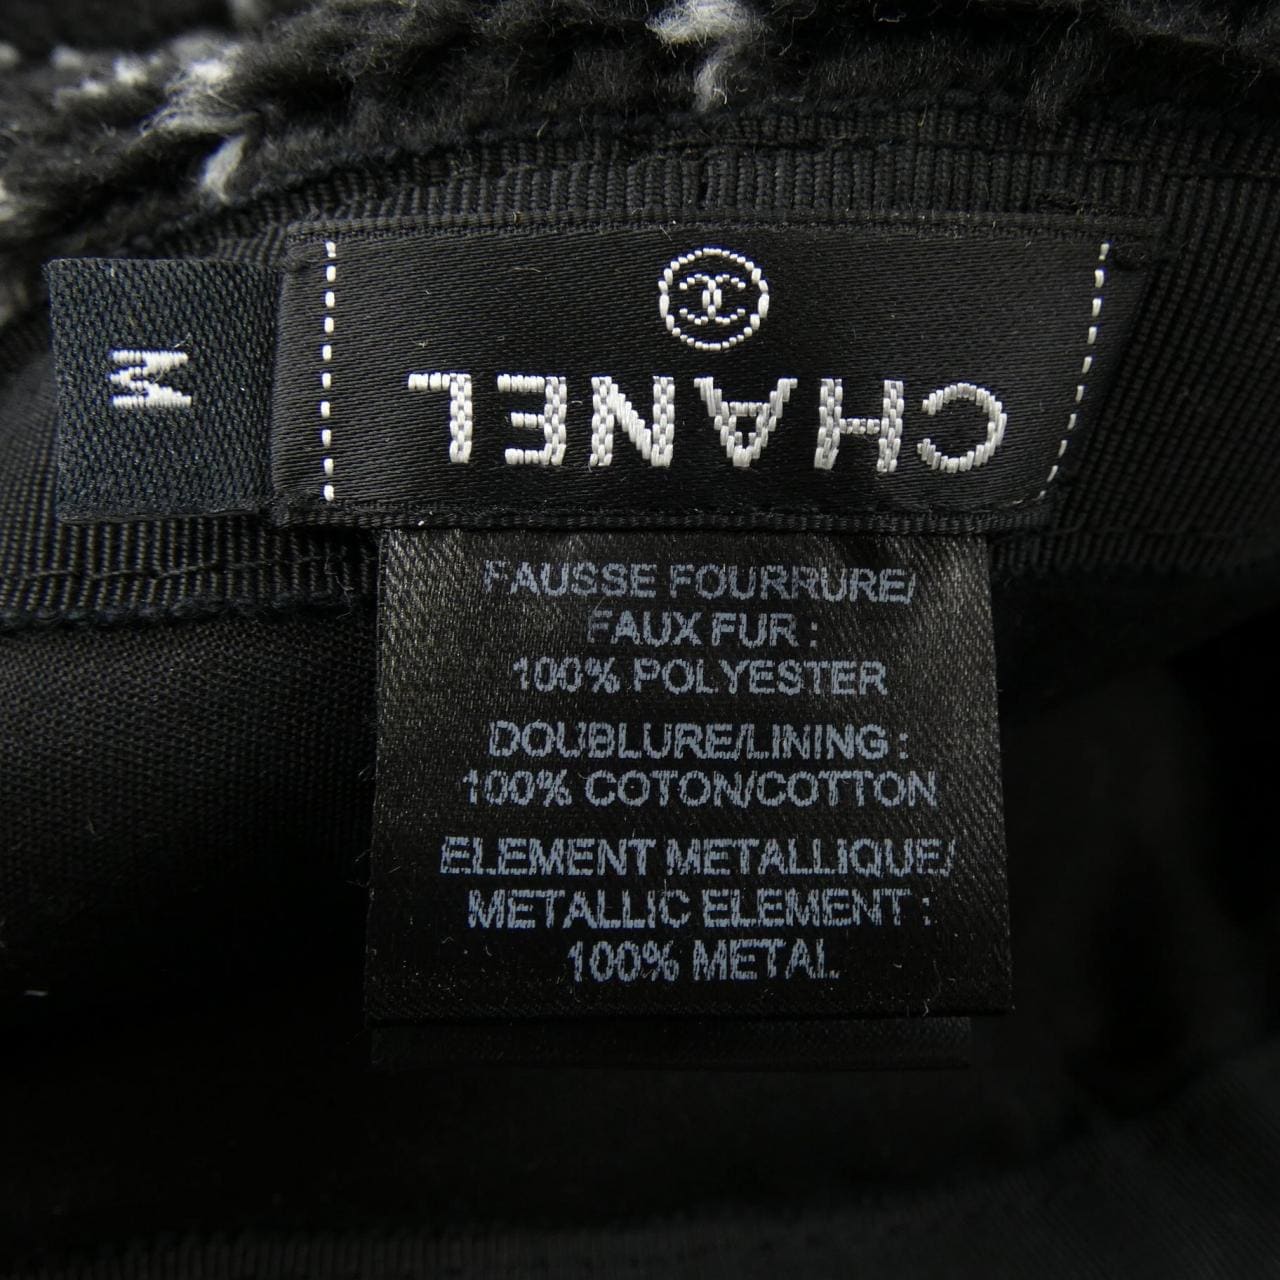 CHANEL
M
FAUSSE FOURRURE/
FAUX FUR :
100% POLYESTER
DOUBLURE/LINING :
100% COTON/COTTON
ELEMENT METALLIQUE/
METALLIC ELEMENT :
100% METAL